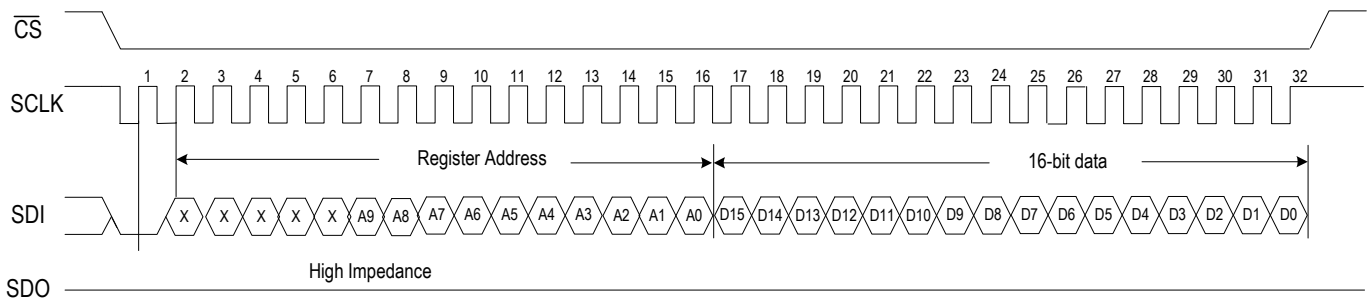 CS
1 2 3 4 5 6 7 8 9 10 11 12 13 14 15 16 17 18 19 20 21 22 23 24 25 26 27 28 29 30 31 32
SCLK
Register Address 16-bit data
SDI X X X X X A9 A8 A7 A6 A5 A4 A3 A2 A1 A0 D15 D14 D13 D12 D11 D10 D9 D8 D7 D6 D5 D4 D3 D2 D1 D0
High Impedance
SDO